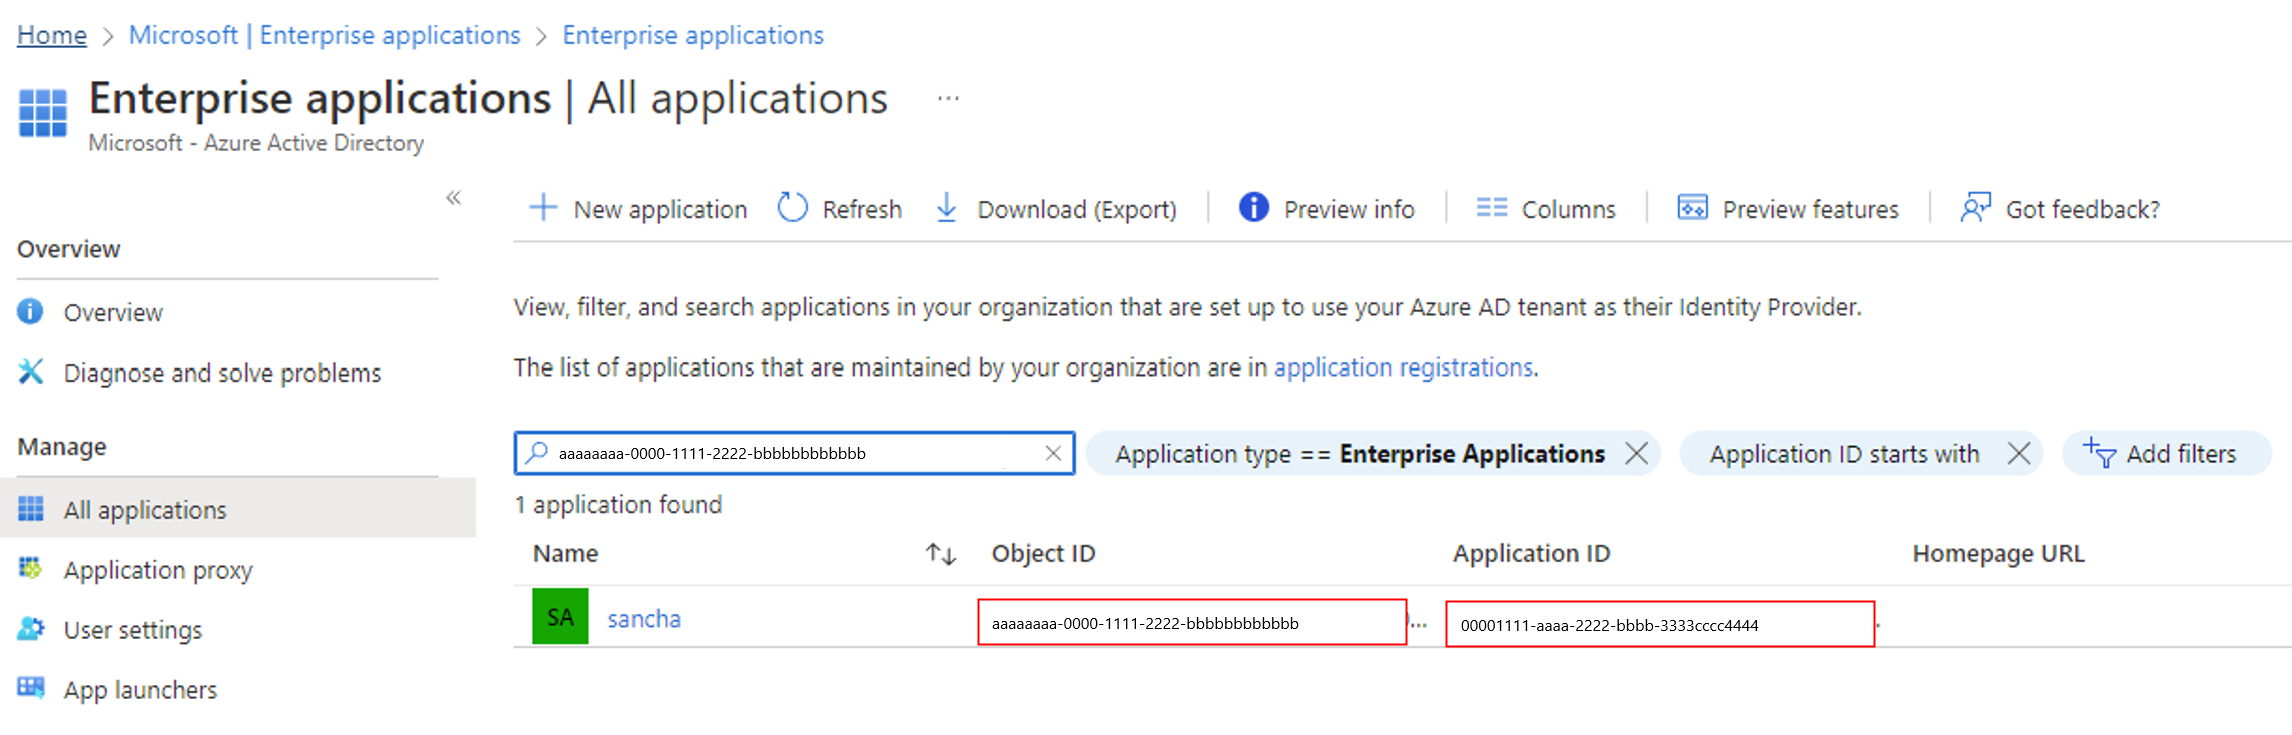 Home > Microsoft | Enterprise applications > Enterprise applications
Enterprise applications | All applications ...
Microsoft - Azure Active Directory
«
New application Refresh Download (Export) Preview info Columns Preview features Got feedback?
Overview
Overview
Diagnose and solve problems
Manage
All applications
Application proxy
User settings
App launchers
View, filter, and search applications in your organization that are set up to use your Azure AD tenant as their Identity Provider.
The list of applications that are maintained by your organization are in application registrations.
aaaaaaaa-0000-1111-2222-bbbbbbbbbbbb Application type == Enterprise Applications Application ID starts with Add filters
1 application found
Name Object ID Application ID Homepage URL
SA sancha aaaaaaaa-0000-1111-2222-bbbbbbbbbbbb ... 00001111-aaaa-2222-bbbb-3333cccc4444